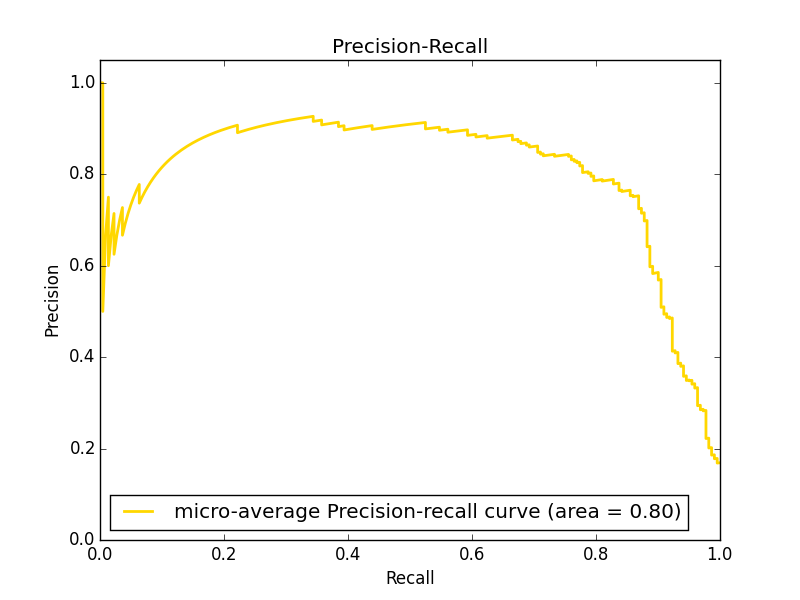 Precision-Recall
1.0
0.8
0.6
0.4
0.2
0.0
Precision
micro-average Precision-recall curve (area = 0.80)
0.0 0.2 0.4 0.6 0.8 1.0
Recall